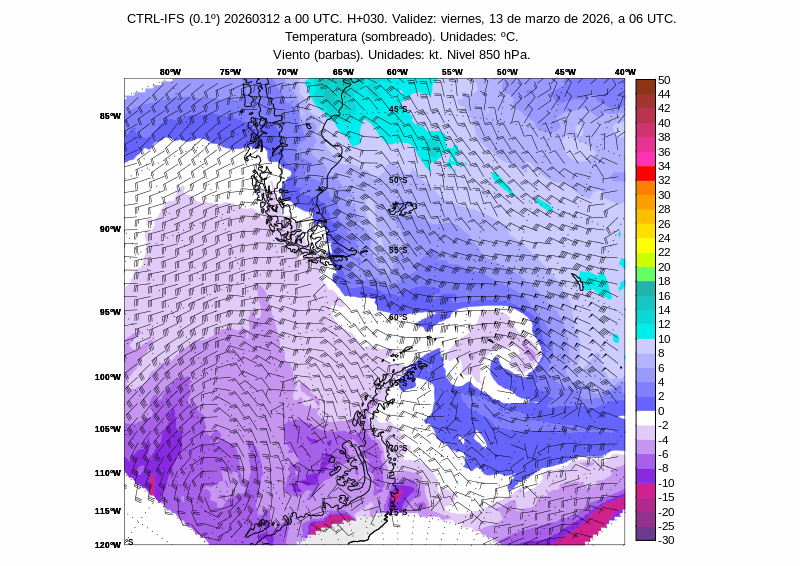 CTRL-IFS (0.1º) 20260312 a 00 UTC. H+030. Validez: viernes, 13 de marzo de 2026, a 06 UTC.
Temperatura (sombreado). Unidades: ºC.
Viento (barbas). Unidades: kt. Nivel 850 hPa.
80°W 75°W 70°W 65°W 60°W 55°W 50°W 45°W 40°W
85°W
90°W
95°W
100°W
105°W
110°W
115°W
120°W
45°S
50°S
55°S
60°S
65°S
70°S
75°S
°S
50
44
42
40
38
36
34
32
30
28
26
24
22
20
18
16
14
12
10
8
6
4
2
0
-2
-4
-6
-8
-10
-15
-20
-25
-30